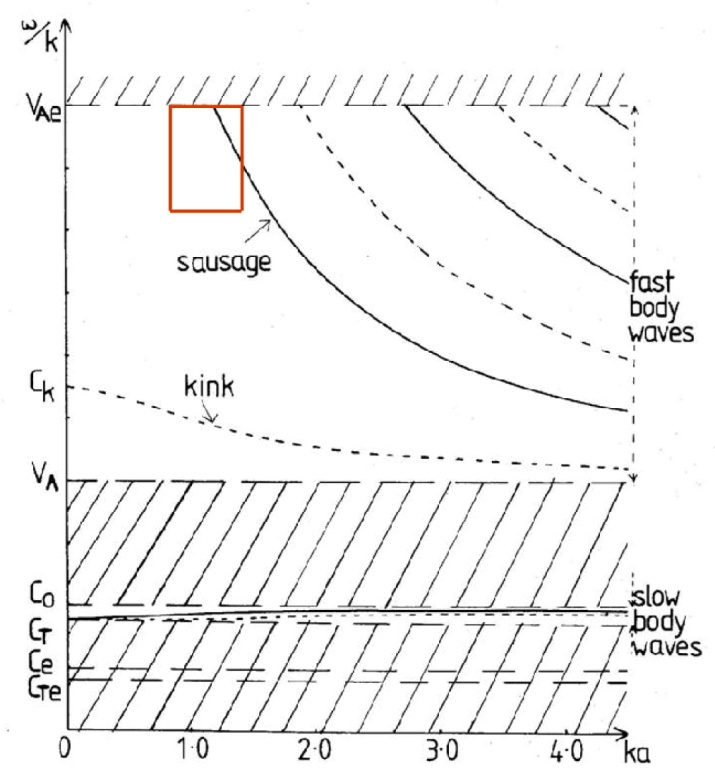 ω/k
V_Ae
sausage
fast
body
waves
C_k
kink
V_A
C_0
slow
body
waves
C_T
C_e
C_Te
0 1·0 2·0 3·0 4·0 ka